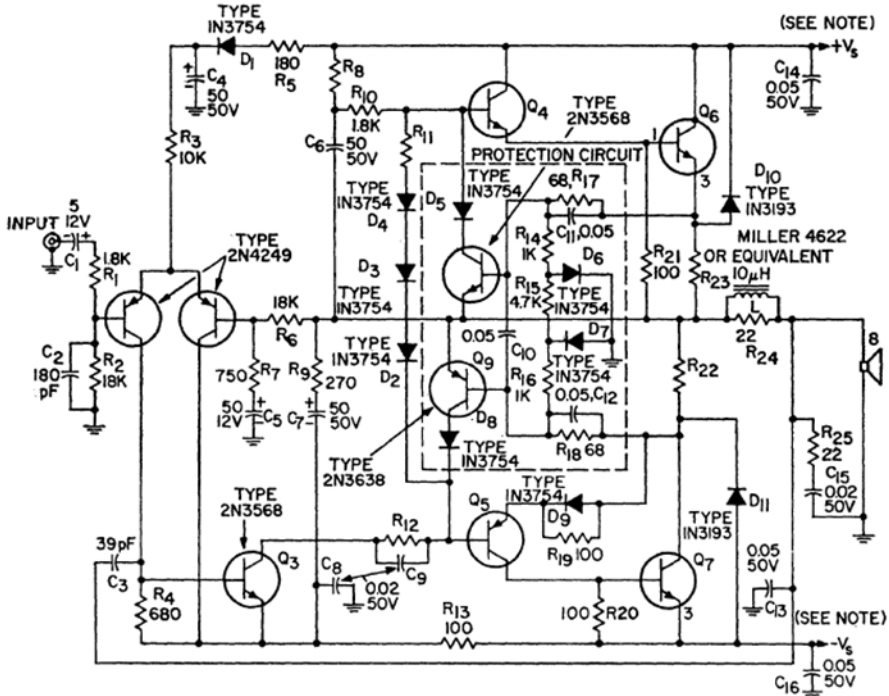 TYPE
1N3754
D1
180
R5
(SEE NOTE)
+Vs
C4
50
50V
R8
R10
1.8K
Q4
TYPE
2N3568
Q6
1
3
C14
0.05
50V
R3
10K
C6
50
50V
R11
PROTECTION CIRCUIT
TYPE
1N3754
D5
68, R17
C11, 0.05
D10
TYPE
1N3193
TYPE
1N3754
D4
INPUT
5
12V
C1
1.8K
R1
TYPE
2N4249
R14
1K
D6
R21
100
R23
MILLER 4622
OR EQUIVALENT
10μH
L
D3
TYPE
1N3754
R15
4.7K
TYPE
1N3754
18K
R6
22
R24
8
C2
180
pF
R2
18K
750
R7
R9
270
TYPE
1N3754
D2
0.05
C10
D7
TYPE
1N3754
Q9
R16
1K
0.05, C12
R22
50
12V
C5
C7
50
50V
D8
TYPE
1N3754
R18 68
TYPE
2N3638
R25
22
C15
0.02
50V
TYPE
2N3568
Q3
R12
C9
Q5
TYPE
1N3754
D9
R19 100
D11
TYPE
1N3193
39pF
C3
C8
0.02
50V
Q7
3
0.05
50V
C13
R4
680
R13
100
100 R20
(SEE NOTE)
-Vs
0.05
50V
C16